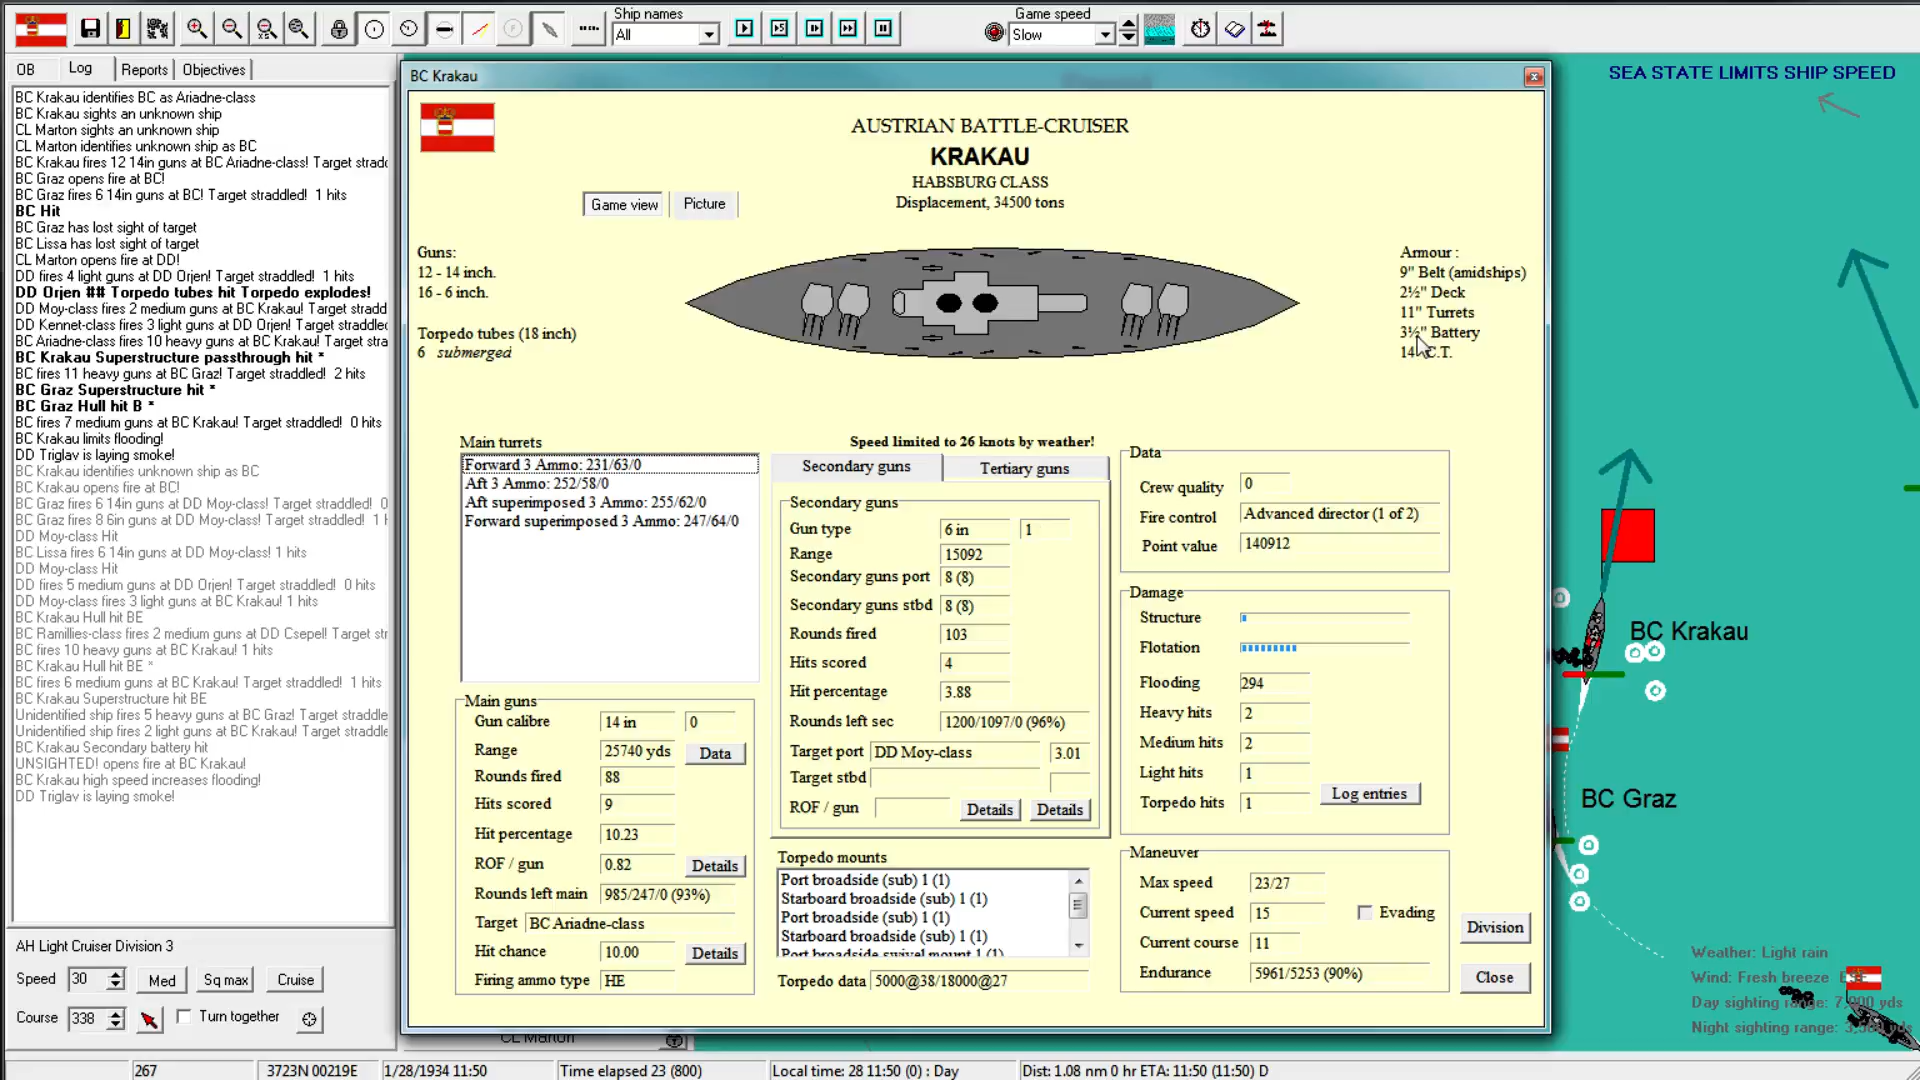 Ship names
All
Game speed
Slow
OB
Log
Reports
Objectives
BC Krakau identifies BC as Ariadne-class
BC Krakau sights an unknown ship
CL Marton sights an unknown ship
CL Marton identifies unknown ship as BC
BC Krakau fires 12 14in guns at BC Ariadne-class! Target stradd
BC Graz opens fire at BC!
BC Graz fires 6 14in guns at BC! Target straddled! 1 hits
BC Hit
BC Graz has lost sight of target
BC Lissa has lost sight of target
CL Marton opens fire at DD!
DD fires 4 light guns at DD Orjen! Target straddled! 1 hits
DD Orjen ## Torpedo tubes hit Torpedo explodes!
DD Moy-class fires 2 medium guns at BC Krakau! Target stradd
DD Kennet-class fires 3 light guns at DD Orjen! Target straddle
BC Ariadne-class fires 10 heavy guns at BC Krakau! Target stra
BC Krakau Superstructure passthrough hit *
BC fires 11 heavy guns at BC Graz! Target straddled! 2 hits
BC Graz Superstructure hit *
BC Graz Hull hit B *
BC fires 7 medium guns at BC Krakau! Target straddled! 0 hits
BC Krakau limits flooding!
DD Triglav is laying smoke!
BC Krakau identifies unknown ship as BC
BC Krakau opens fire at BC!
BC Graz fires 6 14in guns at DD Moy-class! Target straddled! 0
BC Graz fires 8 6in guns at DD Moy-class! Target straddled! 1 h
DD Moy-class Hit
BC Lissa fires 6 14in guns at DD Moy-class! 1 hits
DD Moy-class Hit
DD fires 5 medium guns at DD Orjen! Target straddled! 0 hits
DD Moy-class fires 3 light guns at BC Krakau! 1 hits
BC Krakau Hull hit BE
BC Ramillies-class fires 2 medium guns at DD Csepel! Target str
BC fires 10 heavy guns at BC Krakau! 1 hits
BC Krakau Hull hit BE *
BC fires 6 medium guns at BC Krakau! Target straddled! 1 hits
BC Krakau Superstructure hit BE
Unidentified ship fires 5 heavy guns at BC Graz! Target straddle
Unidentified ship fires 2 light guns at BC Krakau! Target straddle
BC Krakau Secondary battery hit
UNSIGHTED! opens fire at BC Krakau!
BC Krakau high speed increases flooding!
DD Triglav is laying smoke!
AH Light Cruiser Division 3
Speed 30 Med Sq max Cruise
Course 338 Turn together
BC Krakau
AUSTRIAN BATTLE-CRUISER
KRAKAU
HABSBURG CLASS
Displacement, 34500 tons
Game view Picture
Guns:
12 - 14 inch.
16 - 6 inch.
Torpedo tubes (18 inch)
6 submerged
Armour :
9" Belt (amidships)
2½" Deck
11" Turrets
3½" Battery
14 C.T.
Main turrets
Forward 3 Ammo: 231/63/0
Aft 3 Ammo: 252/58/0
Aft superimposed 3 Ammo: 255/62/0
Forward superimposed 3 Ammo: 247/64/0
Speed limited to 26 knots by weather!
Secondary guns Tertiary guns
Secondary guns
Gun type 6 in 1
Range 15092
Secondary guns port 8 (8)
Secondary guns stbd 8 (8)
Rounds fired 103
Hits scored 4
Hit percentage 3.88
Rounds left sec 1200/1097/0 (96%)
Target port DD Moy-class 3.01
Target stbd
ROF / gun Details Details
Main guns
Gun calibre 14 in 0
Range 25740 yds Data
Rounds fired 88
Hits scored 9
Hit percentage 10.23
ROF / gun 0.82 Details
Rounds left main 985/247/0 (93%)
Target BC Ariadne-class
Hit chance 10.00 Details
Firing ammo type HE
Torpedo mounts
Port broadside (sub) 1 (1)
Starboard broadside (sub) 1 (1)
Port broadside (sub) 1 (1)
Starboard broadside (sub) 1 (1)
Port broadside swivel mount 1 (1)
Torpedo data 5000@38/18000@27
Data
Crew quality 0
Fire control Advanced director (1 of 2)
Point value 140912
Damage
Structure
Flotation
Flooding 294
Heavy hits 2
Medium hits 2
Light hits 1
Torpedo hits 1
Log entries
Maneuver
Max speed 23/27
Current speed 15 Evading
Current course 11
Endurance 5961/5253 (90%)
Division
Close
SEA STATE LIMITS SHIP SPEED
BC Krakau
BC Graz
Weather: Light rain
Wind: Fresh breeze
Day sighting range: 7,000 yds
Night sighting range:
CL Marton
267 3723N 00219E 1/28/1934 11:50 Time elapsed 23 (800) Local time: 28 11:50 (0) : Day Dist: 1.08 nm 0 hr ETA: 11:50 (11:50) D